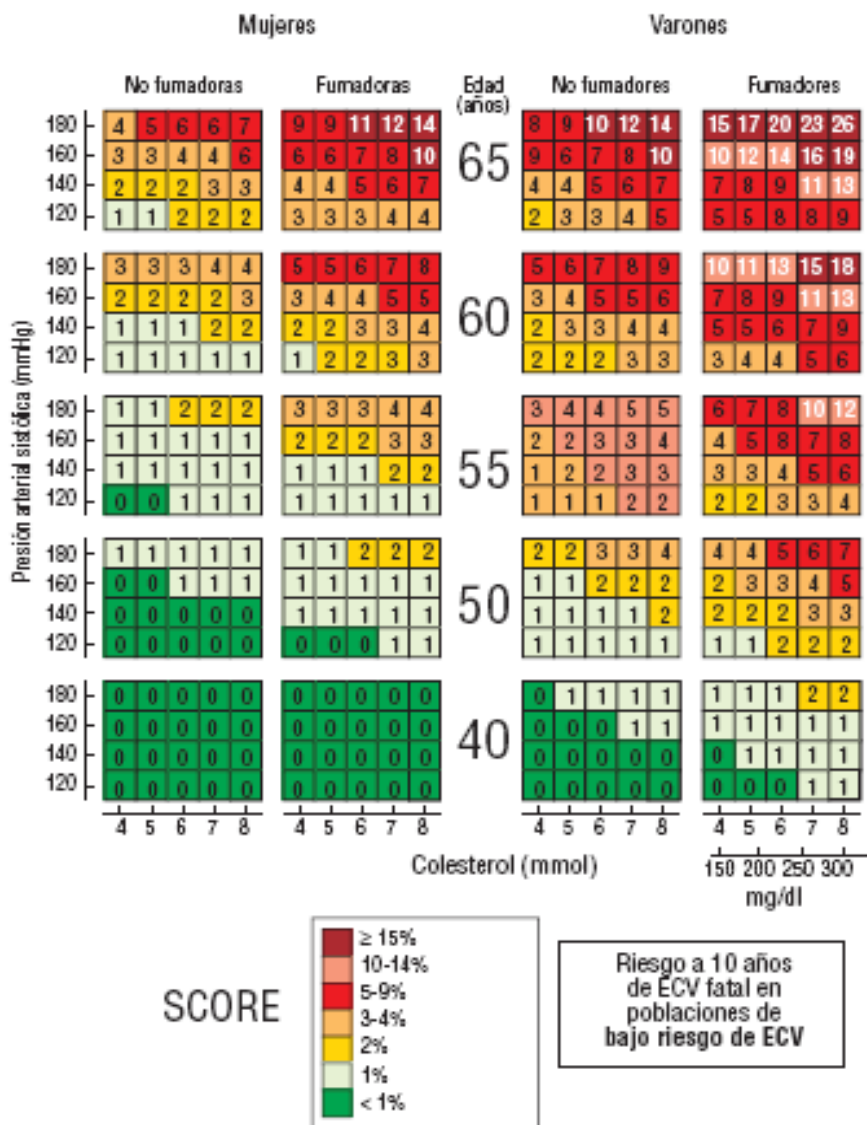 Mujeres Varones
No fumadoras Fumadoras Edad (años) No fumadores Fumadores
Presión arterial sistólica (mmHg)
180 4 5 6 6 7 9 9 11 12 14 8 9 10 12 14 15 17 20 23 26
160 3 3 4 4 6 6 6 7 8 10 9 6 7 8 10 10 12 14 16 19
65
140 2 2 2 3 3 4 4 5 6 7 4 4 5 6 7 7 8 9 11 13
120 1 1 2 2 2 3 3 3 4 4 2 3 3 4 5 5 5 8 8 9
180 3 3 3 4 4 5 5 6 7 8 5 6 7 8 9 10 11 13 15 18
160 2 2 2 2 3 3 4 4 5 5 3 4 5 5 6 7 8 9 11 13
60
140 1 1 1 2 2 2 2 3 3 4 2 3 3 4 4 5 5 6 7 9
120 1 1 1 1 1 1 2 2 3 3 2 2 2 3 3 3 4 4 5 6
180 1 1 2 2 2 3 3 3 4 4 3 4 4 5 5 6 7 8 10 12
160 1 1 1 1 1 2 2 2 3 3 2 2 3 3 4 4 5 8 7 8
55
140 1 1 1 1 1 1 1 1 2 2 1 2 2 3 3 3 3 4 5 6
120 0 0 1 1 1 1 1 1 1 1 1 1 1 2 2 2 2 3 3 4
180 1 1 1 1 1 1 1 2 2 2 2 2 3 3 4 4 4 5 6 7
160 0 0 1 1 1 1 1 1 1 1 1 1 2 2 2 2 3 3 4 5
50
140 0 0 0 0 0 1 1 1 1 1 1 1 1 1 2 2 2 2 3 3
120 0 0 0 0 0 0 0 0 1 1 1 1 1 1 1 1 1 2 2 2
180 0 0 0 0 0 0 0 0 0 0 0 1 1 1 1 1 1 1 2 2
160 0 0 0 0 0 0 0 0 0 0 0 0 0 1 1 1 1 1 1 1
40
140 0 0 0 0 0 0 0 0 0 0 0 0 0 0 0 0 1 1 1 1
120 0 0 0 0 0 0 0 0 0 0 0 0 0 0 0 0 0 0 1 1
4 5 6 7 8 4 5 6 7 8 4 5 6 7 8 4 5 6 7 8
Colesterol (mmol)
150 200 250 300
mg/dl
SCORE
≥ 15%
10-14%
5-9%
3-4%
2%
1%
< 1%
Riesgo a 10 años
de ECV fatal en
poblaciones de
bajo riesgo de ECV